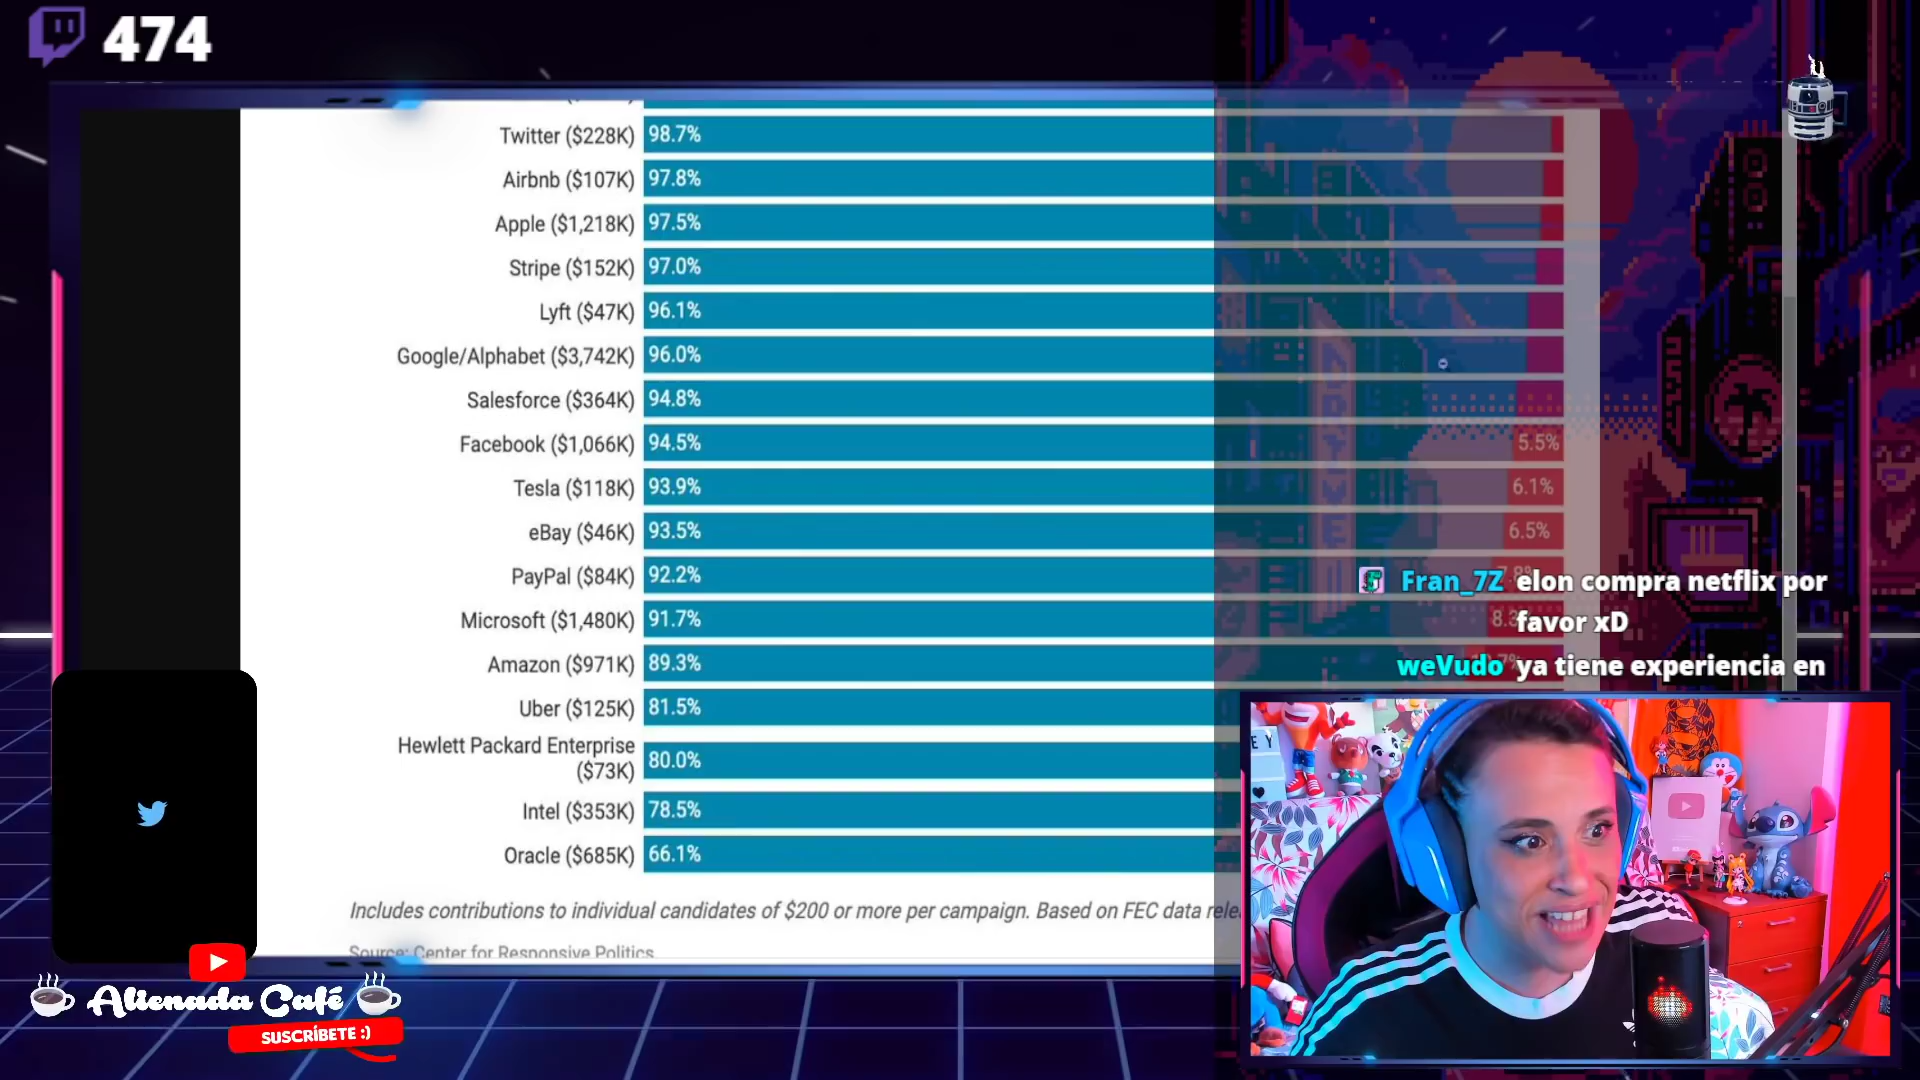 474
Twitter ($228K) 98.7%
Airbnb ($107K) 97.8%
Apple ($1,218K) 97.5%
Stripe ($152K) 97.0%
Lyft ($47K) 96.1%
Google/Alphabet ($3,742K) 96.0%
Salesforce ($364K) 94.8%
Facebook ($1,066K) 94.5% 5.5%
Tesla ($118K) 93.9% 6.1%
eBay ($46K) 93.5% 6.5%
PayPal ($84K) 92.2%
Microsoft ($1,480K) 91.7%
Amazon ($971K) 89.3%
Uber ($125K) 81.5%
Hewlett Packard Enterprise
($73K) 80.0%
Intel ($353K) 78.5%
Oracle ($685K) 66.1%
Includes contributions to individual candidates of $200 or more per campaign. Based on FEC data
Source: Center for Responsive Politics
Fran_7Z elon compra netflix por
favor xD
weVudo ya tiene experiencia en
Alienada Café
SUSCRÍBETE :)